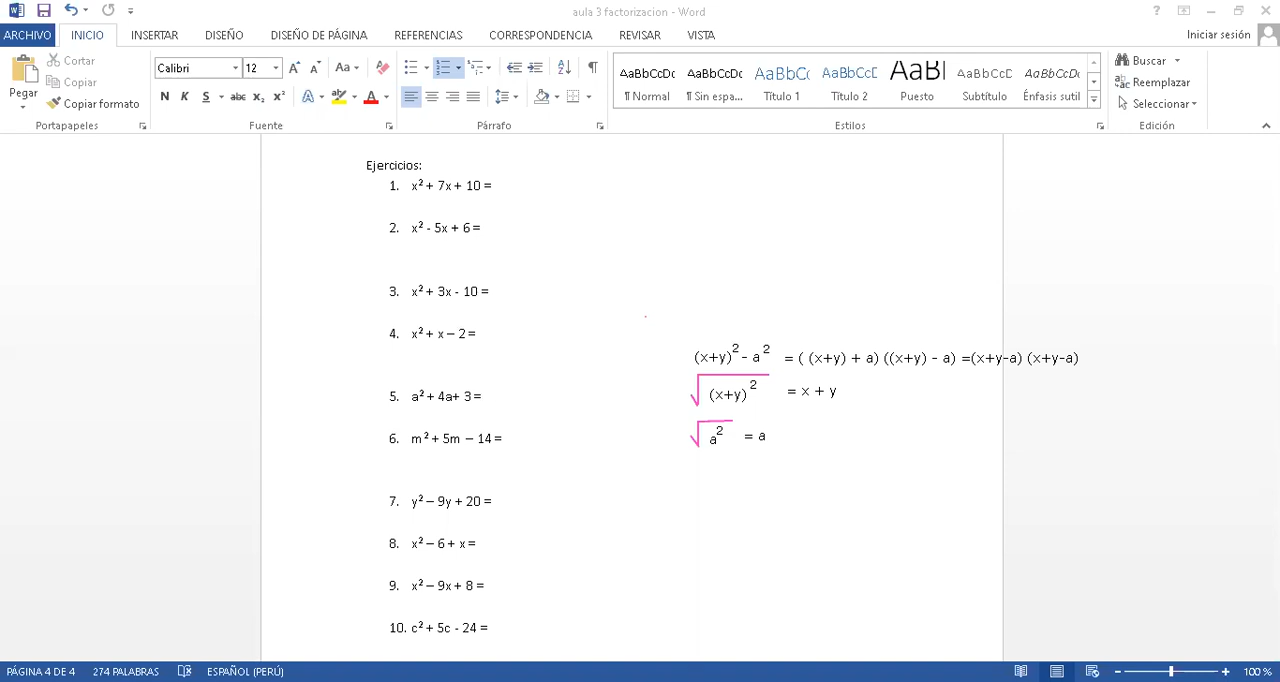 aula 3 factorizacion - Word
ARCHIVO INICIO INSERTAR DISEÑO DISEÑO DE PÁGINA REFERENCIAS CORRESPONDENCIA REVISAR VISTA Iniciar sesión
Pegar
Cortar
Copiar
Copiar formato
Portapapeles
Calibri 12
N K S abc x₂ x²
Aa
A
Fuente
Párrafo
AaBbCcDc AaBbCcDc AaBbCc AaBbCcD AaBl AaBbCcD AaBbCcDc
¶ Normal ¶ Sin espa... Título 1 Título 2 Puesto Subtítulo Énfasis sutil
Estilos
Buscar
Reemplazar
Seleccionar
Edición
Ejercicios:
1. x² + 7x + 10 =
2. x² - 5x + 6 =
3. x² + 3x - 10 =
4. x² + x – 2 =
5. a² + 4a+ 3 =
6. m² + 5m – 14 =
7. y² – 9y + 20 =
8. x² – 6 + x =
9. x² – 9x + 8 =
10. c² + 5c - 24 =
(x+y)² - a² = ( (x+y) + a) ((x+y) - a) =(x+y-a) (x+y-a)
√(x+y)² = x + y
√a² = a
PÁGINA 4 DE 4 274 PALABRAS ESPAÑOL (PERÚ) 100 %